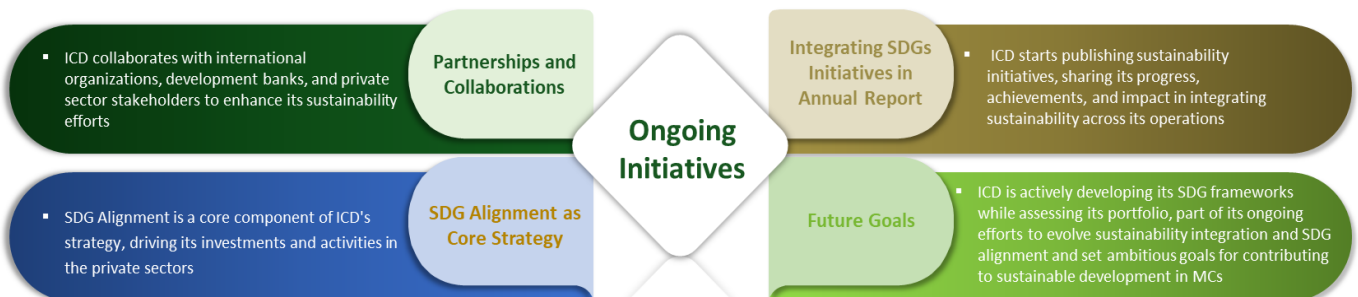 ▪ ICD collaborates with international
organizations, development banks, and private
sector stakeholders to enhance its sustainability
efforts
Partnerships and
Collaborations
Ongoing
Initiatives
Integrating SDGs
Initiatives in
Annual Report
▪ ICD starts publishing sustainability
initiatives, sharing its progress,
achievements, and impact in integrating
sustainability across its operations
▪ SDG Alignment is a core component of ICD's
strategy, driving its investments and activities in
the private sectors
SDG Alignment as
Core Strategy
Future Goals
▪ ICD is actively developing its SDG frameworks
while assessing its portfolio, part of its ongoing
efforts to evolve sustainability integration and SDG
alignment and set ambitious goals for contributing
to sustainable development in MCs